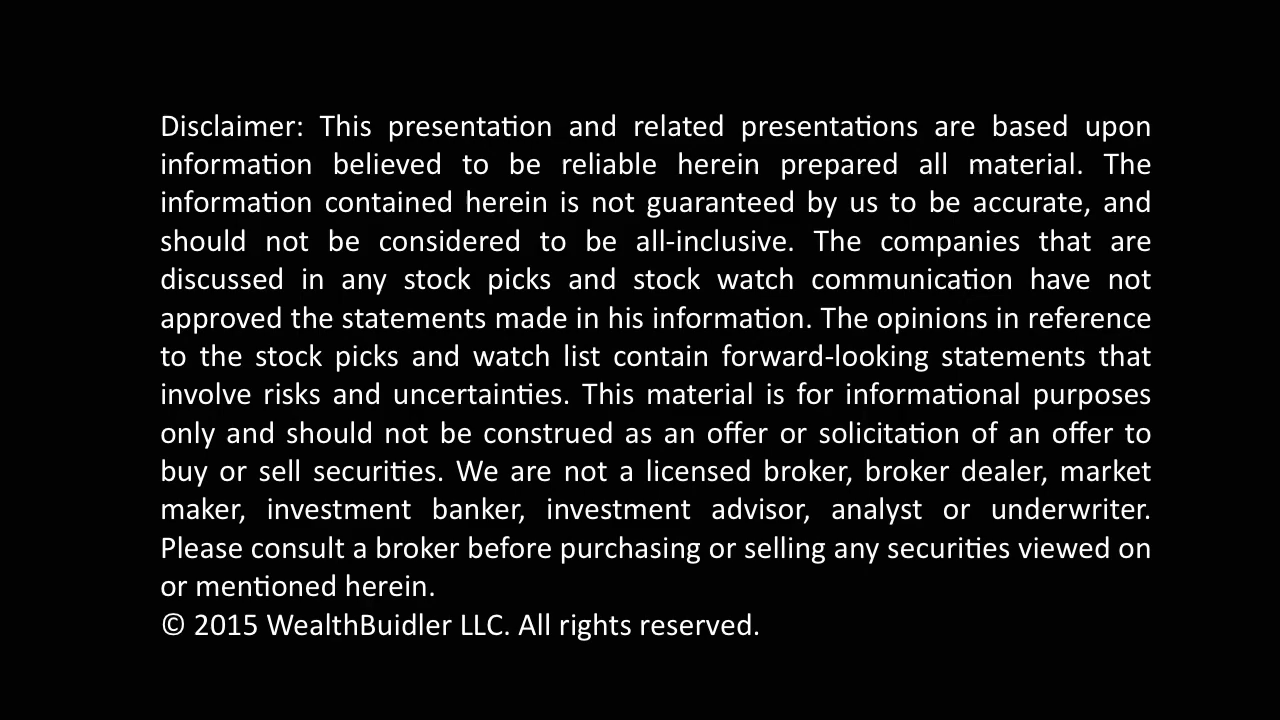 Disclaimer: This presentation and related presentations are based upon
information believed to be reliable herein prepared all material. The
information contained herein is not guaranteed by us to be accurate, and
should not be considered to be all-inclusive. The companies that are
discussed in any stock picks and stock watch communication have not
approved the statements made in his information. The opinions in reference
to the stock picks and watch list contain forward-looking statements that
involve risks and uncertainties. This material is for informational purposes
only and should not be construed as an offer or solicitation of an offer to
buy or sell securities. We are not a licensed broker, broker dealer, market
maker, investment banker, investment advisor, analyst or underwriter.
Please consult a broker before purchasing or selling any securities viewed on
or mentioned herein.
© 2015 WealthBuidler LLC. All rights reserved.